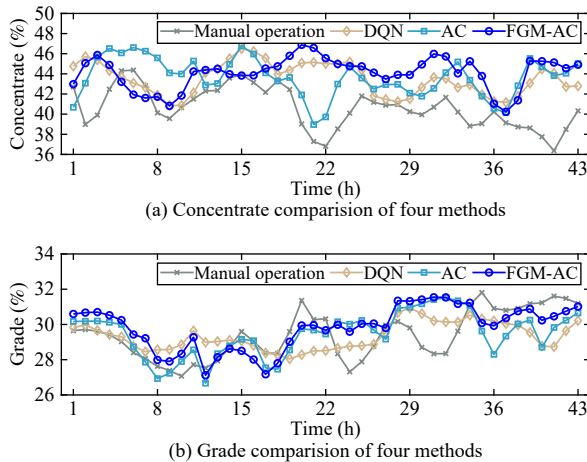 50
48
46
44
42
40
38
36
Concentrate (%)
Manual operation DQN AC FGM-AC
1 8 15 22 29 36 43
Time (h)
(a) Concentrate comparision of four methods
34
32
30
28
26
Grade (%)
Manual operation DQN AC FGM-AC
1 8 15 22 29 36 43
Time (h)
(b) Grade comparision of four methods